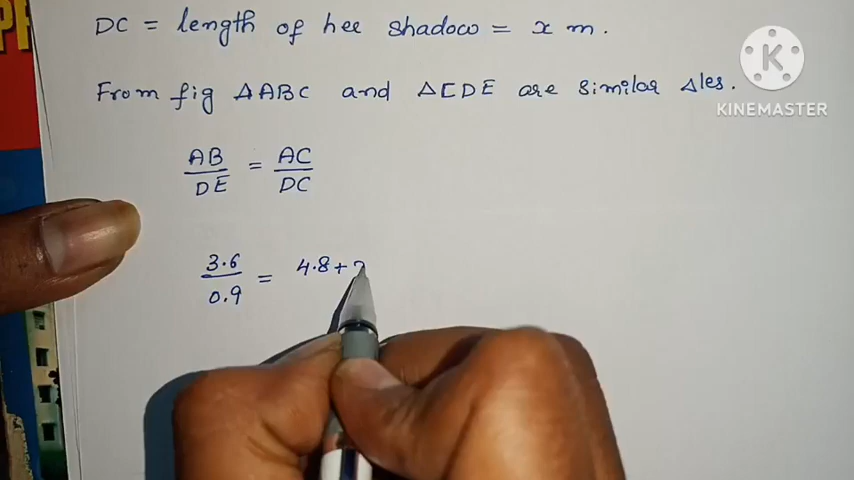 DC = length of her shadow = x m.
From fig ΔABC and ΔCDE are similar Δles.
AB/DE = AC/DC
3.6/0.9 = 4.8+
KINEMASTER